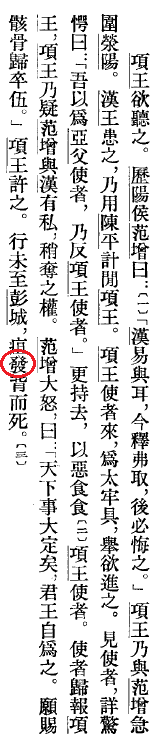 項王欲聽之。歷陽侯范增曰:〔一〕「漢易與耳,今釋弗取,後必悔之。」項王乃與范增急
圍滎陽。漢王患之,乃用陳平計閒項王。項王使者來,爲太牢具,舉欲進之。見使者,詳驚
愕曰:「吾以爲亞父使者,乃反項王使者。」更持去,以惡食食〔二〕項王使者。使者歸報項
王,項王乃疑范增與漢有私,稍奪之權。范增大怒,曰:「天下事大定矣,君王自爲之。願賜
骸骨歸卒伍。」項王許之。行未至彭城,疽發背而死。〔三〕